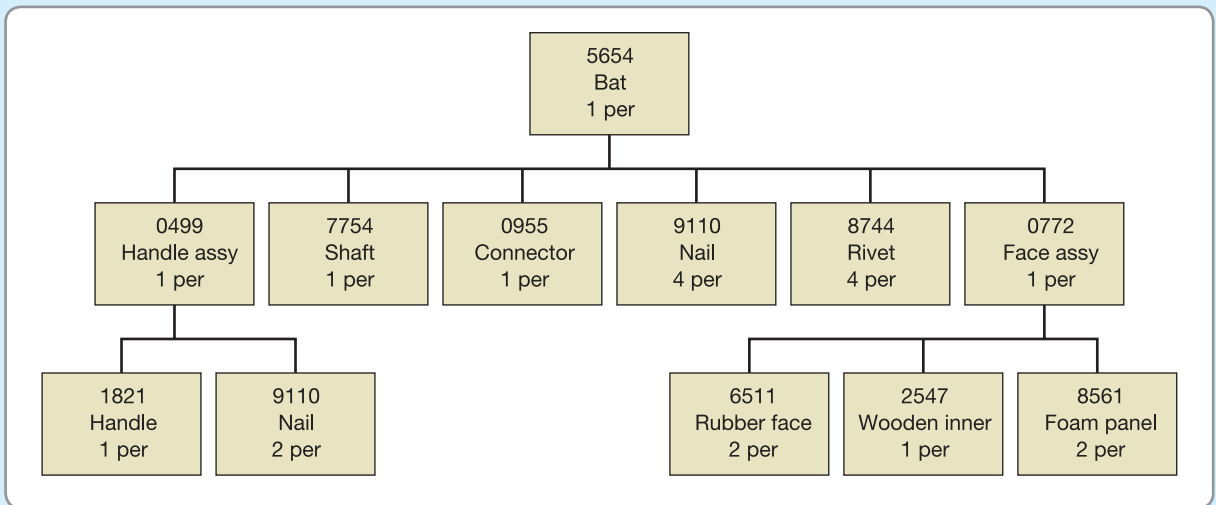 5654
Bat
1 per
0499
Handle assy
1 per
7754
Shaft
1 per
0955
Connector
1 per
9110
Nail
4 per
8744
Rivet
4 per
0772
Face assy
1 per
1821
Handle
1 per
9110
Nail
2 per
6511
Rubber face
2 per
2547
Wooden inner
1 per
8561
Foam panel
2 per